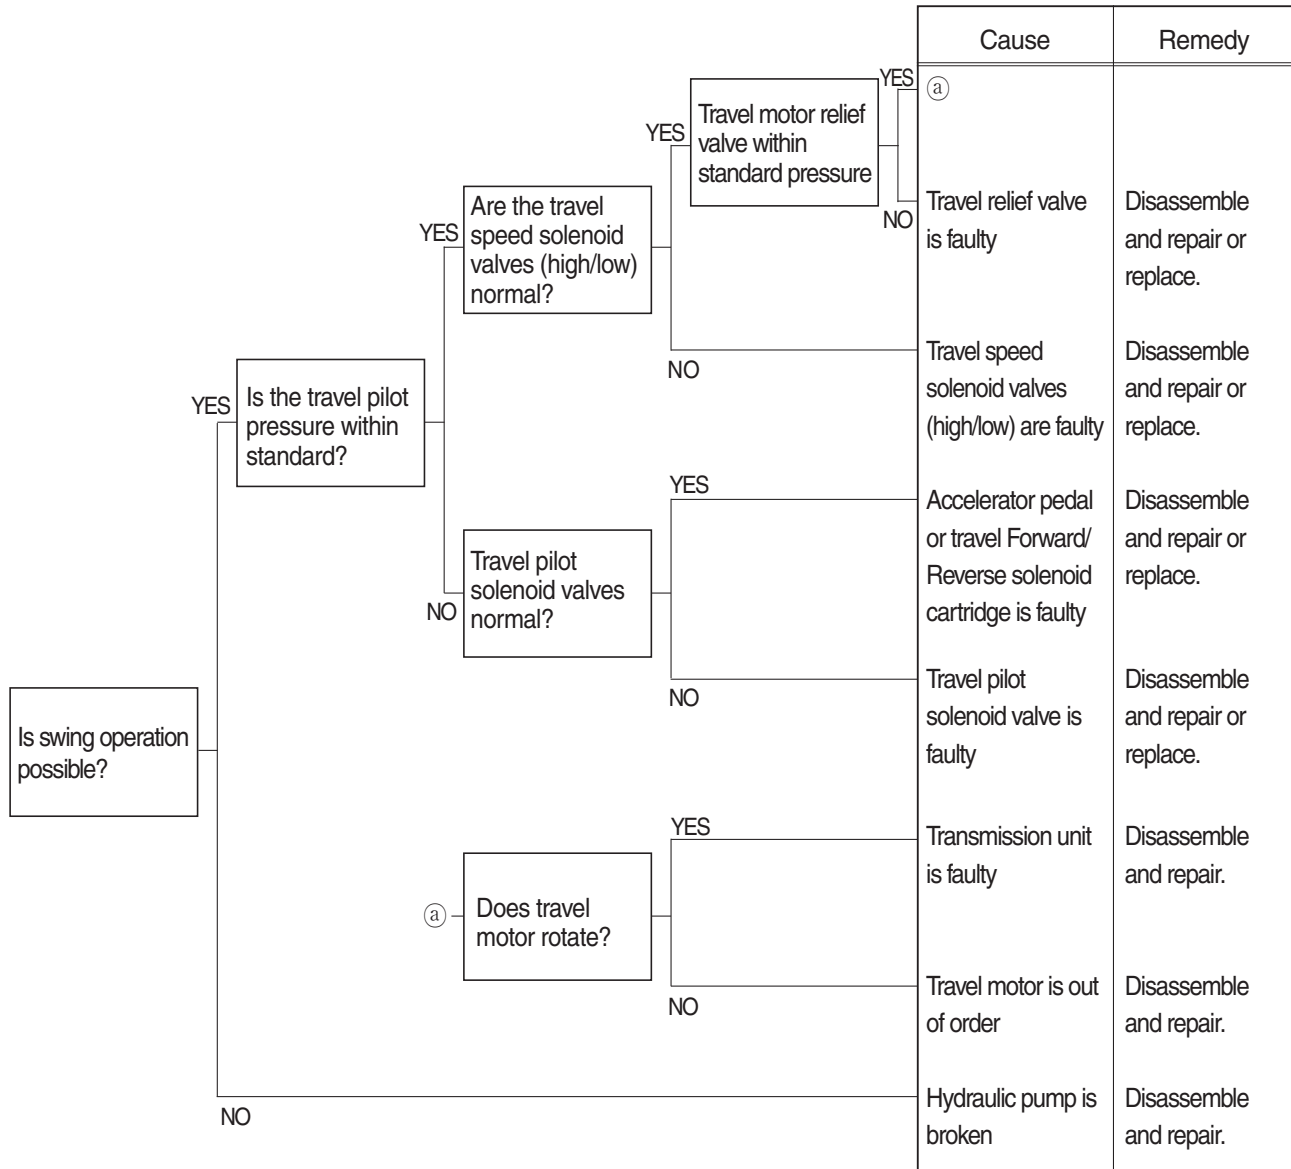 Cause
Remedy
YES
ⓐ
Travel motor relief
valve within
standard pressure
YES
NO
Travel relief valve
is faulty
Disassemble
and repair or
replace.
Are the travel
speed solenoid
valves (high/low)
normal?
YES
NO
Travel speed
solenoid valves
(high/low) are faulty
Disassemble
and repair or
replace.
Is the travel pilot
pressure within
standard?
YES
YES
Accelerator pedal
or travel Forward/
Reverse solenoid
cartridge is faulty
Disassemble
and repair or
replace.
Travel pilot
solenoid valves
normal?
NO
NO
Travel pilot
solenoid valve is
faulty
Disassemble
and repair or
replace.
Is swing operation
possible?
YES
Transmission unit
is faulty
Disassemble
and repair.
ⓐ
Does travel
motor rotate?
NO
Travel motor is out
of order
Disassemble
and repair.
NO
Hydraulic pump is
broken
Disassemble
and repair.